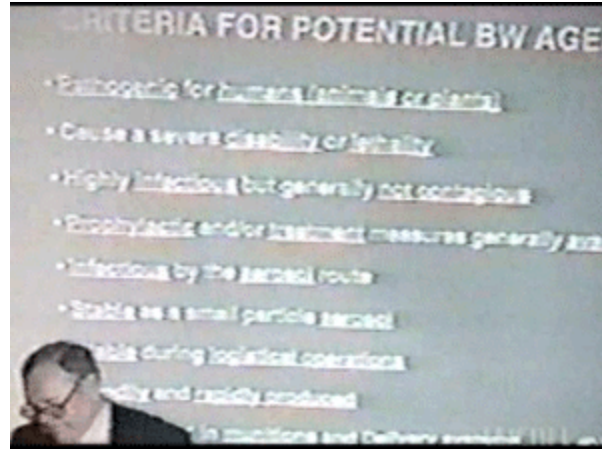 CRITERIA FOR POTENTIAL BW AGE
• Pathogenic for humans (animals or plants)
• Cause a severe disability or lethality
• Highly infectious but generally not contagious
• Prophylactic and/or treatment measures generally ava
• Infectious by the aerosol route
• Stable as a small particle aerosol
during logistical operations
and rapidly produced
in munitions and Delivery systems